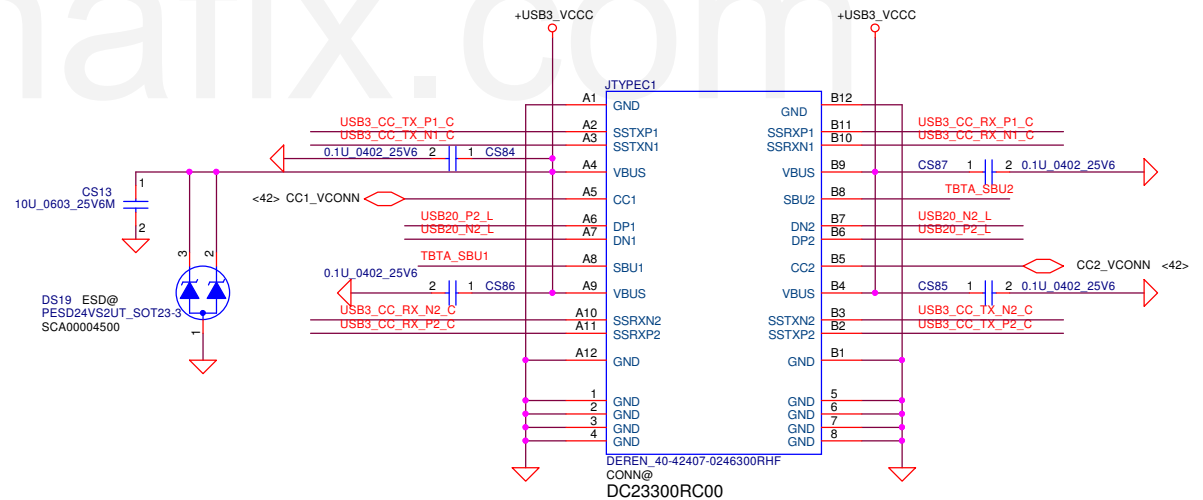 nafix.com
+USB3_VCCC
+USB3_VCCC
JTYPEC1
A1 GND
GND B12
USB3_CC_TX_P1_C A2 SSTXP1
SSRXP1 B11 USB3_CC_RX_P1_C
USB3_CC_TX_N1_C A3 SSTXN1
SSRXN1 B10 USB3_CC_RX_N1_C
0.1U_0402_25V6 2 1 CS84
A4 VBUS
VBUS B9 CS87 1 2 0.1U_0402_25V6
CS13 1
10U_0603_25V6M
2
<42> CC1_VCONN A5 CC1
SBU2 B8 TBTA_SBU2
USB20_P2_L A6 DP1
DN2 B7 USB20_N2_L
USB20_N2_L A7 DN1
DP2 B6 USB20_P2_L
TBTA_SBU1 A8 SBU1
CC2 B5 CC2_VCONN <42>
0.1U_0402_25V6
2 1 CS86 A9 VBUS
VBUS B4 CS85 1 2 0.1U_0402_25V6
3 2
DS19 ESD@
PESD24VS2UT_SOT23-3
SCA00004500
1
USB3_CC_RX_N2_C A10 SSRXN2
SSTXN2 B3 USB3_CC_TX_N2_C
USB3_CC_RX_P2_C A11 SSRXP2
SSTXP2 B2 USB3_CC_TX_P2_C
A12 GND
GND B1
1 GND
GND 5
2 GND
GND 6
3 GND
GND 7
4 GND
GND 8
DEREN_40-42407-0246300RHF
CONN@
DC23300RC00